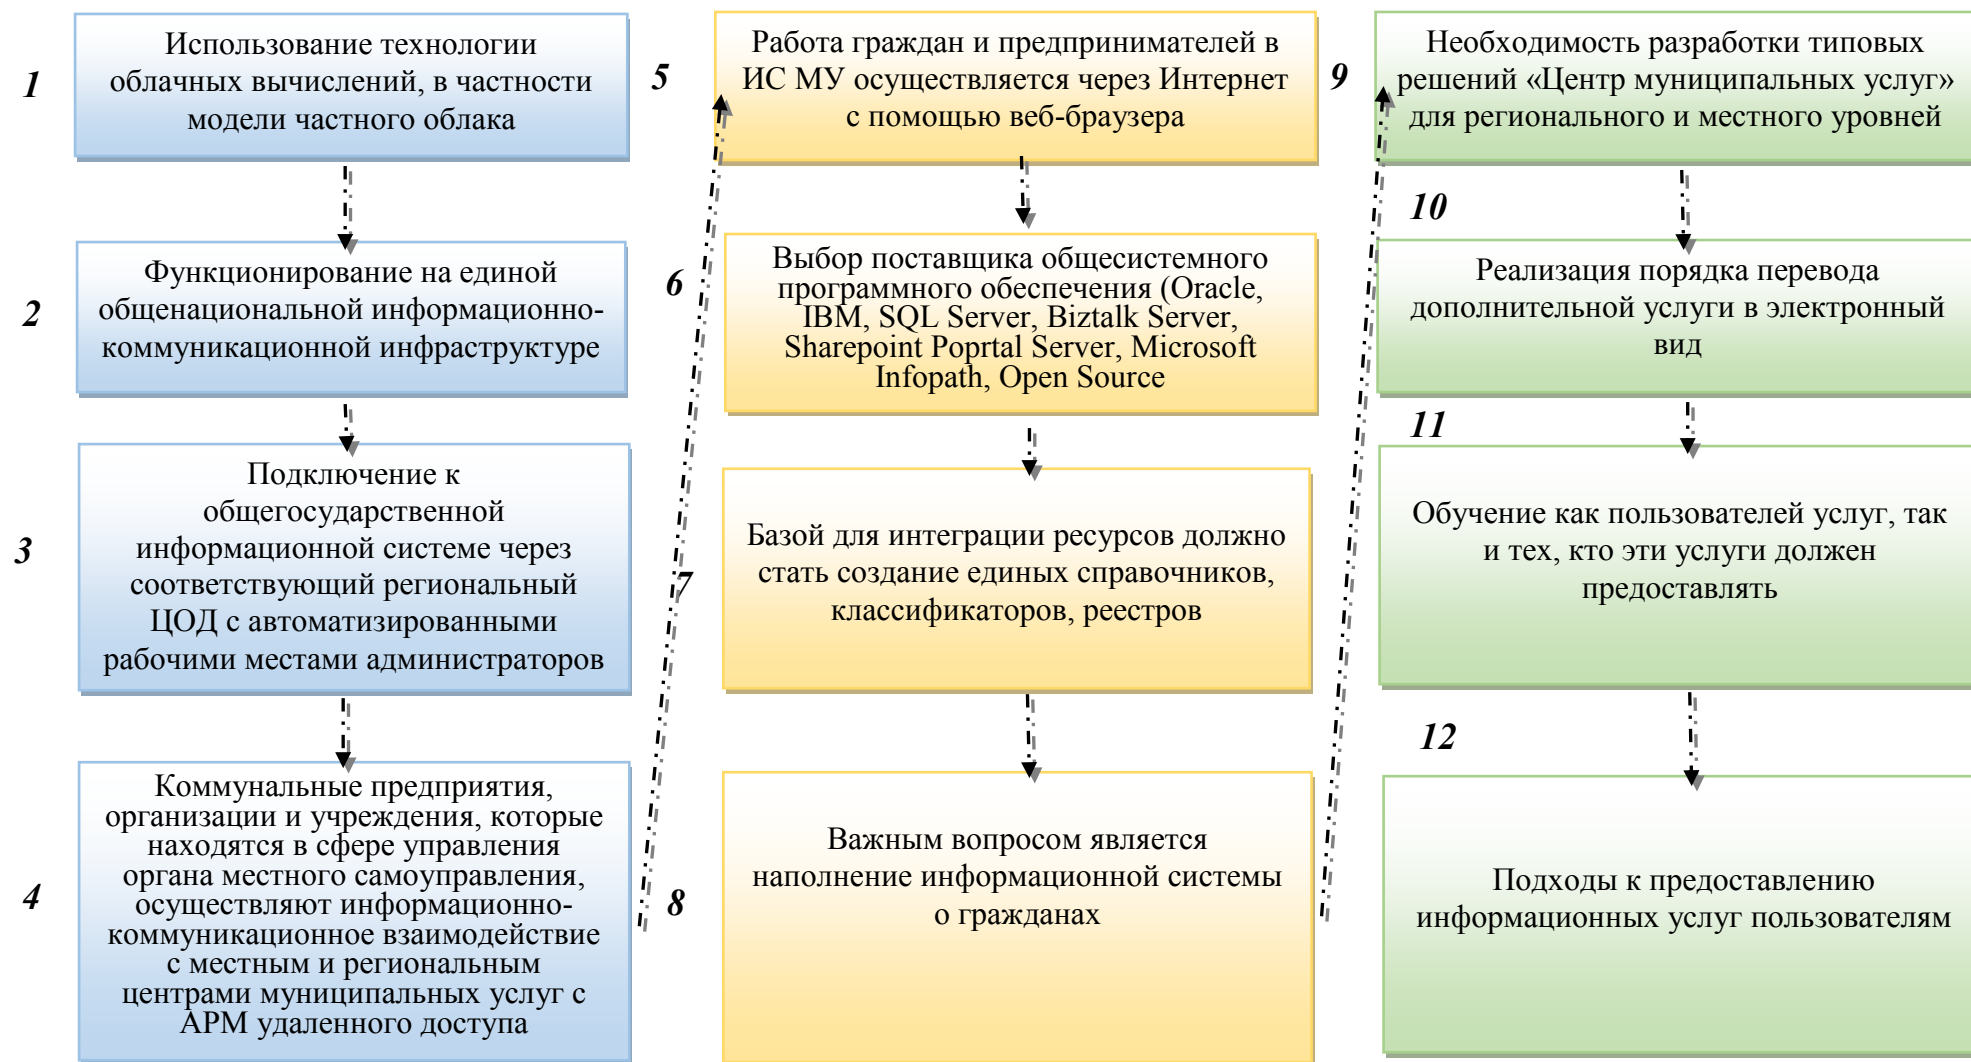 1
Использование технологии
облачных вычислений, в частности
модели частного облака
2
Функционирование на единой
общенациональной информационно-
коммуникационной инфраструктуре
3
Подключение к
общегосударственной
информационной системе через
соответствующий региональный
ЦОД с автоматизированными
рабочими местами администраторов
4
Коммунальные предприятия,
организации и учреждения, которые
находятся в сфере управления
органа местного самоуправления,
осуществляют информационно-
коммуникационное взаимодействие
с местным и региональным
центрами муниципальных услуг с
АРМ удаленного доступа
5
Работа граждан и предпринимателей в
ИС МУ осуществляется через Интернет
с помощью веб-браузера
6
Выбор поставщика общесистемного
программного обеспечения (Oracle,
IBM, SQL Server, Biztalk Server,
Sharepoint Poprtal Server, Microsoft
Infopath, Open Source
7
Базой для интеграции ресурсов должно
стать создание единых справочников,
классификаторов, реестров
8
Важным вопросом является
наполнение информационной системы
о гражданах
9
Необходимость разработки типовых
решений «Центр муниципальных услуг»
для регионального и местного уровней
10
Реализация порядка перевода
дополнительной услуги в электронный
вид
11
Обучение как пользователей услуг, так
и тех, кто эти услуги должен
предоставлять
12
Подходы к предоставлению
информационных услуг пользователям